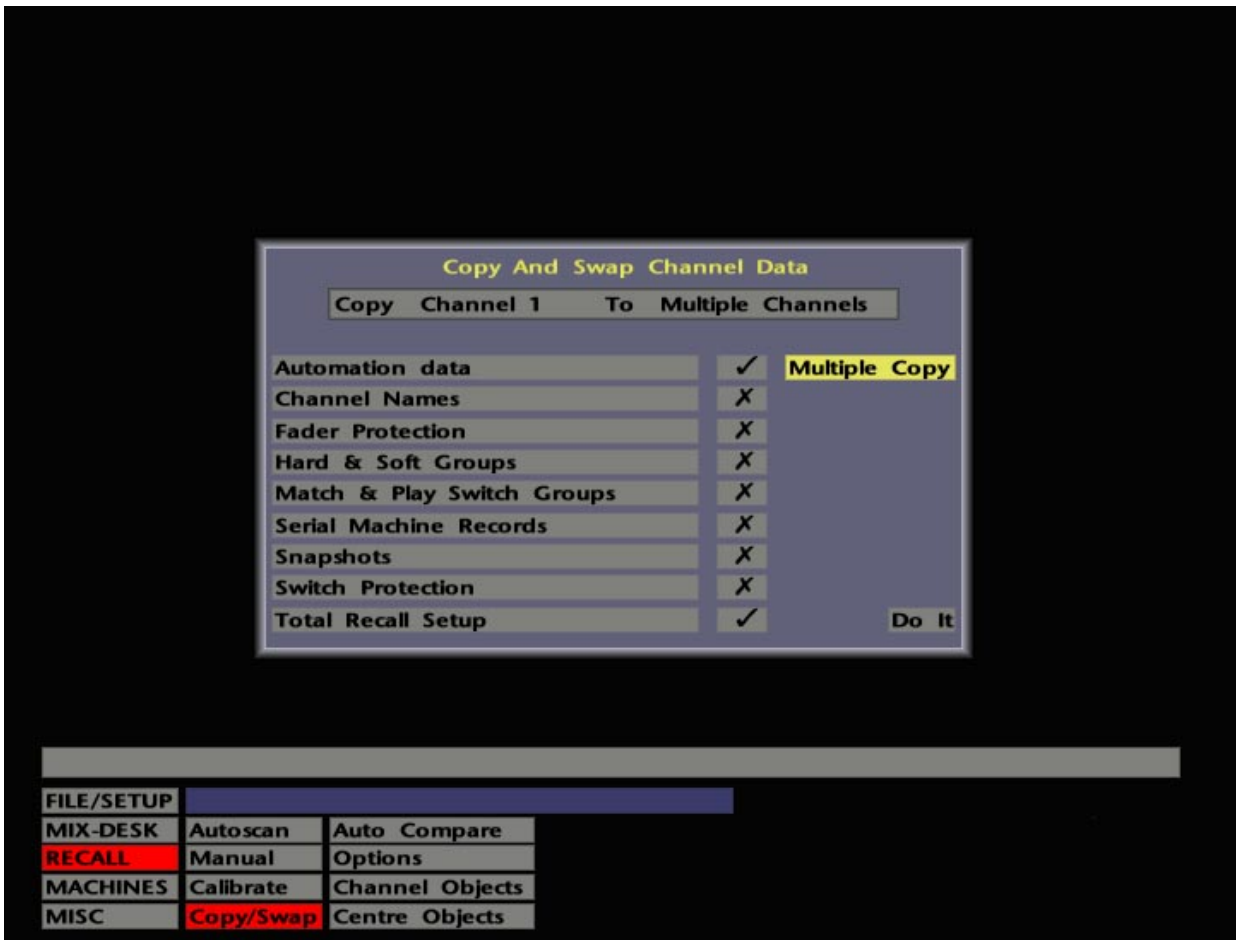 Copy And Swap Channel Data
Copy Channel 1 To Multiple Channels
Automation data ✓ Multiple Copy
Channel Names ✗
Fader Protection ✗
Hard & Soft Groups ✗
Match & Play Switch Groups ✗
Serial Machine Records ✗
Snapshots ✗
Switch Protection ✗
Total Recall Setup ✓ Do It
FILE/SETUP
MIX-DESK Autoscan Auto Compare
RECALL Manual Options
MACHINES Calibrate Channel Objects
MISC Copy/Swap Centre Objects